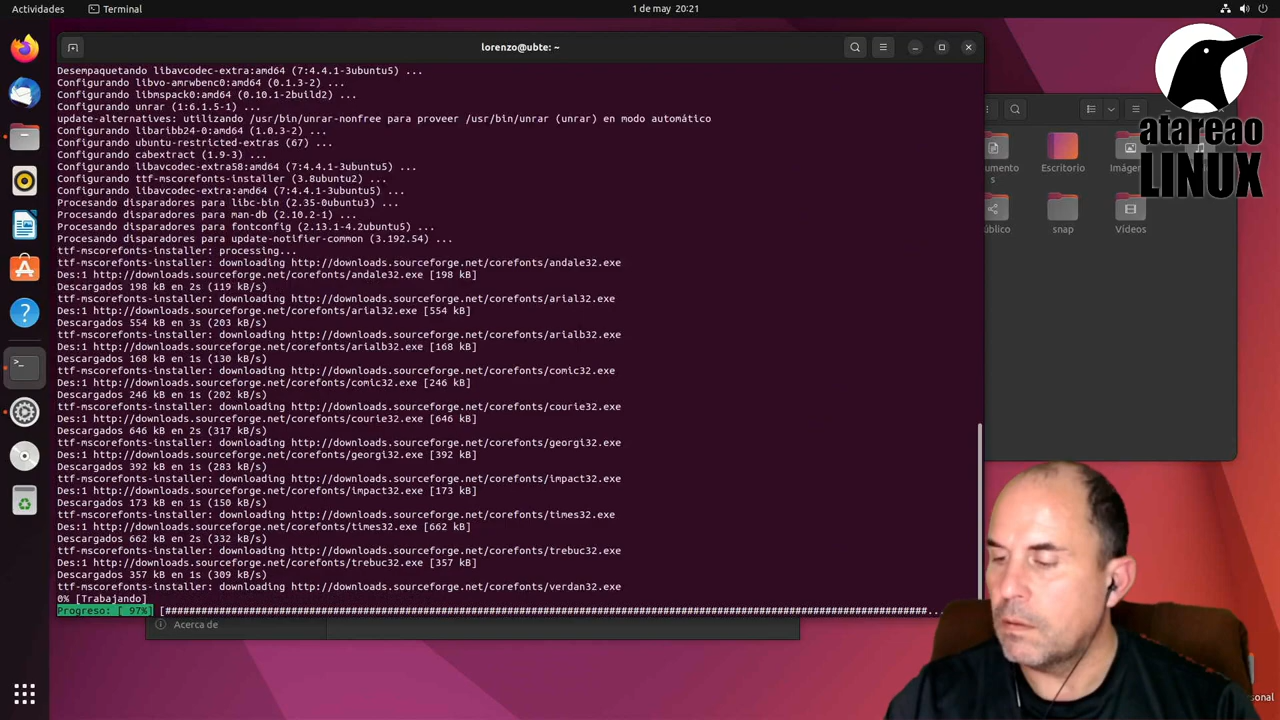 Actividades
Terminal
1 de may 20:21
lorenzo@ubte: ~
Desempaquetando libavcodec-extra:amd64 (7:4.4.1-3ubuntu5) ...
Configurando libvo-amrwbenc0:amd64 (0.1.3-2) ...
Configurando libmspack0:amd64 (0.10.1-2build2) ...
Configurando unrar (1:6.1.5-1) ...
update-alternatives: utilizando /usr/bin/unrar-nonfree para proveer /usr/bin/unrar (unrar) en modo automático
Configurando libaribb24-0:amd64 (1.0.3-2) ...
Configurando ubuntu-restricted-extras (67) ...
Configurando cabextract (1.9-3) ...
Configurando libavcodec-extra58:amd64 (7:4.4.1-3ubuntu5) ...
Configurando ttf-mscorefonts-installer (3.8ubuntu2) ...
Configurando libavcodec-extra:amd64 (7:4.4.1-3ubuntu5) ...
Procesando disparadores para libc-bin (2.35-0ubuntu3) ...
Procesando disparadores para man-db (2.10.2-1) ...
Procesando disparadores para fontconfig (2.13.1-4.2ubuntu5) ...
Procesando disparadores para update-notifier-common (3.192.54) ...
ttf-mscorefonts-installer: processing...
ttf-mscorefonts-installer: downloading http://downloads.sourceforge.net/corefonts/andale32.exe
Des:1 http://downloads.sourceforge.net/corefonts/andale32.exe [198 kB]
Descargados 198 kB en 2s (119 kB/s)
ttf-mscorefonts-installer: downloading http://downloads.sourceforge.net/corefonts/arial32.exe
Des:1 http://downloads.sourceforge.net/corefonts/arial32.exe [554 kB]
Descargados 554 kB en 3s (203 kB/s)
ttf-mscorefonts-installer: downloading http://downloads.sourceforge.net/corefonts/arialb32.exe
Des:1 http://downloads.sourceforge.net/corefonts/arialb32.exe [168 kB]
Descargados 168 kB en 1s (130 kB/s)
ttf-mscorefonts-installer: downloading http://downloads.sourceforge.net/corefonts/comic32.exe
Des:1 http://downloads.sourceforge.net/corefonts/comic32.exe [246 kB]
Descargados 246 kB en 1s (202 kB/s)
ttf-mscorefonts-installer: downloading http://downloads.sourceforge.net/corefonts/courie32.exe
Des:1 http://downloads.sourceforge.net/corefonts/courie32.exe [646 kB]
Descargados 646 kB en 2s (317 kB/s)
ttf-mscorefonts-installer: downloading http://downloads.sourceforge.net/corefonts/georgi32.exe
Des:1 http://downloads.sourceforge.net/corefonts/georgi32.exe [392 kB]
Descargados 392 kB en 1s (283 kB/s)
ttf-mscorefonts-installer: downloading http://downloads.sourceforge.net/corefonts/impact32.exe
Des:1 http://downloads.sourceforge.net/corefonts/impact32.exe [173 kB]
Descargados 173 kB en 1s (150 kB/s)
ttf-mscorefonts-installer: downloading http://downloads.sourceforge.net/corefonts/times32.exe
Des:1 http://downloads.sourceforge.net/corefonts/times32.exe [662 kB]
Descargados 662 kB en 2s (332 kB/s)
ttf-mscorefonts-installer: downloading http://downloads.sourceforge.net/corefonts/trebuc32.exe
Des:1 http://downloads.sourceforge.net/corefonts/trebuc32.exe [357 kB]
Descargados 357 kB en 1s (309 kB/s)
ttf-mscorefonts-installer: downloading http://downloads.sourceforge.net/corefonts/verdan32.exe
0% [Trabajando]
Progreso: [ 97%] [###############################################################################################################################...
Acerca de
atareao
LINUX
umento
s
Escritorio
Imáge
úblico
snap
Vídeos
sonal